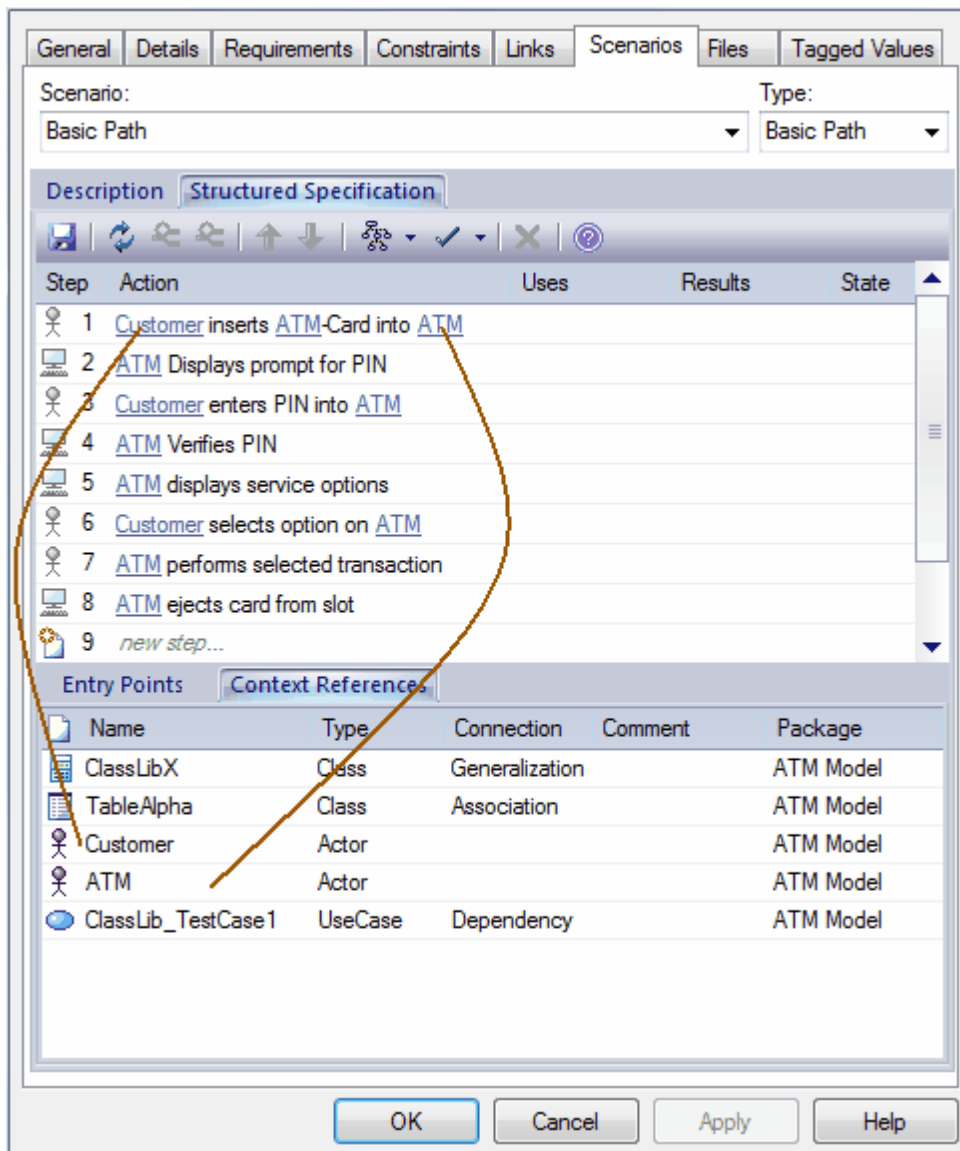 General Details Requirements Constraints Links Scenarios Files Tagged Values
Scenario: Type:
Basic Path Basic Path
Description Structured Specification
Step Action Uses Results State
1 Customer inserts ATM-Card into ATM
2 ATM Displays prompt for PIN
3 Customer enters PIN into ATM
4 ATM Verifies PIN
5 ATM displays service options
6 Customer selects option on ATM
7 ATM performs selected transaction
8 ATM ejects card from slot
9 new step...
Entry Points Context References
Name Type Connection Comment Package
ClassLibX Class Generalization ATM Model
TableAlpha Class Association ATM Model
Customer Actor ATM Model
ATM Actor ATM Model
ClassLib_TestCase1 UseCase Dependency ATM Model
OK Cancel Apply Help